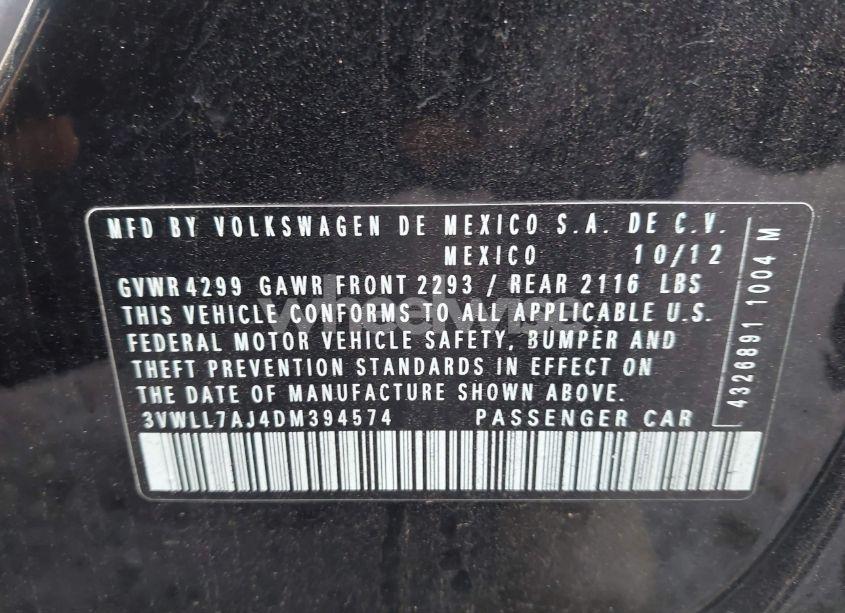 MFD BY VOLKSWAGEN DE MEXICO S.A. DE C.V.
MEXICO 10/12
GVWR 4299 GAWR FRONT 2293 / REAR 2116 LBS
THIS VEHICLE CONFORMS TO ALL APPLICABLE U.S.
FEDERAL MOTOR VEHICLE SAFETY, BUMPER AND
THEFT PREVENTION STANDARDS IN EFFECT ON
THE DATE OF MANUFACTURE SHOWN ABOVE.
3VWLL7AJ4DM394574 PASSENGER CAR
4326891 1004 M
wheelwise